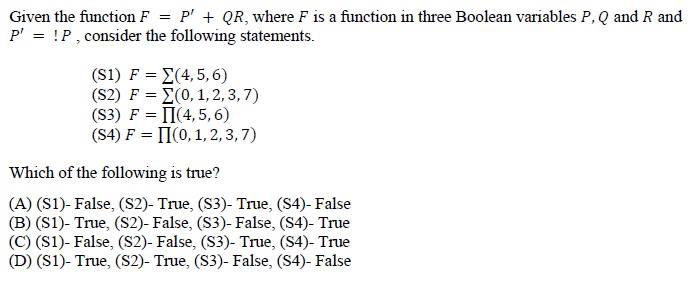 Given the function F = P′ + QR, where F is a function in three Boolean variables P, Q and R and
P′ = !P , consider the following statements.
(S1) F = ∑(4, 5, 6)
(S2) F = ∑(0, 1, 2, 3, 7)
(S3) F = ∏(4, 5, 6)
(S4) F = ∏(0, 1, 2, 3, 7)
Which of the following is true?
(A) (S1)- False, (S2)- True, (S3)- True, (S4)- False
(B) (S1)- True, (S2)- False, (S3)- False, (S4)- True
(C) (S1)- False, (S2)- False, (S3)- True, (S4)- True
(D) (S1)- True, (S2)- True, (S3)- False, (S4)- False